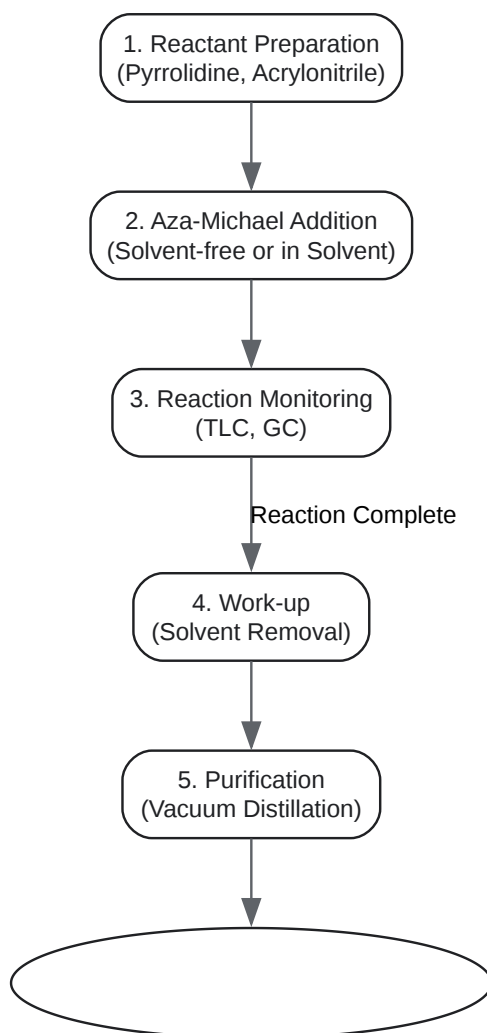 1. Reactant Preparation
(Pyrrolidine, Acrylonitrile)
2. Aza-Michael Addition
(Solvent-free or in Solvent)
3. Reaction Monitoring
(TLC, GC)
Reaction Complete
4. Work-up
(Solvent Removal)
5. Purification
(Vacuum Distillation)